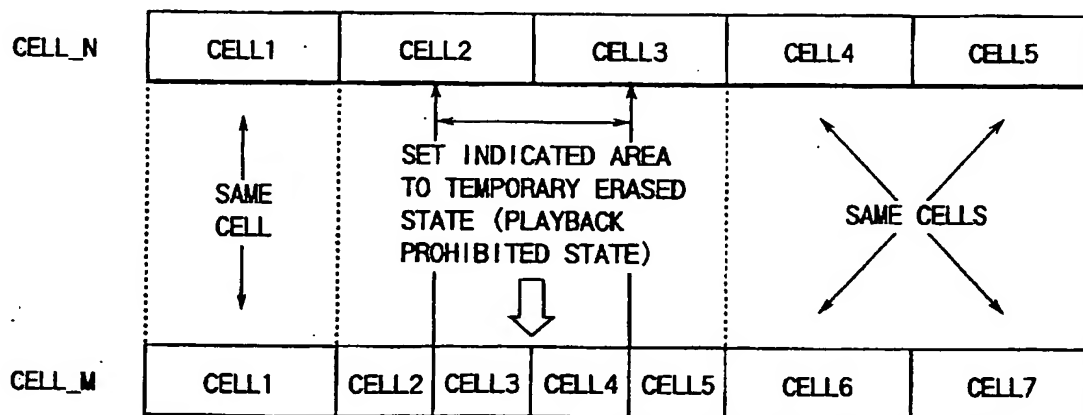 CELL_N CELL1 CELL2 CELL3 CELL4 CELL5
SET INDICATED AREA
TO TEMPORARY ERASED
STATE (PLAYBACK
PROHIBITED STATE)
SAME
CELL
SAME CELLS
CELL_M CELL1 CELL2 CELL3 CELL4 CELL5 CELL6 CELL7